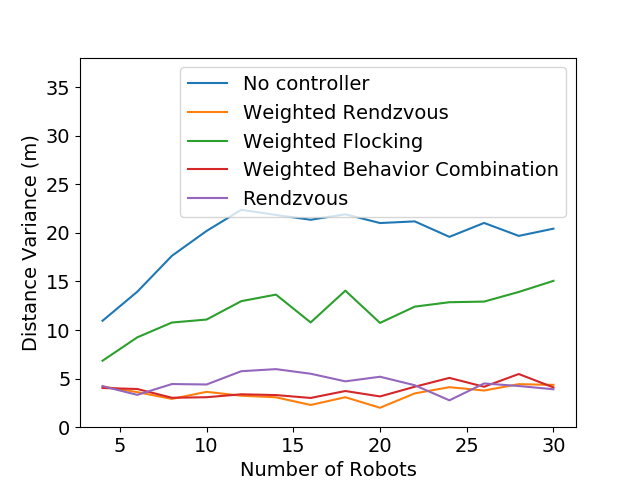 No controller
Weighted Rendzvous
Weighted Flocking
Weighted Behavior Combination
Rendzvous
Distance Variance (m)
35
30
25
20
15
10
5
0
5
10
15
20
25
30
Number of Robots